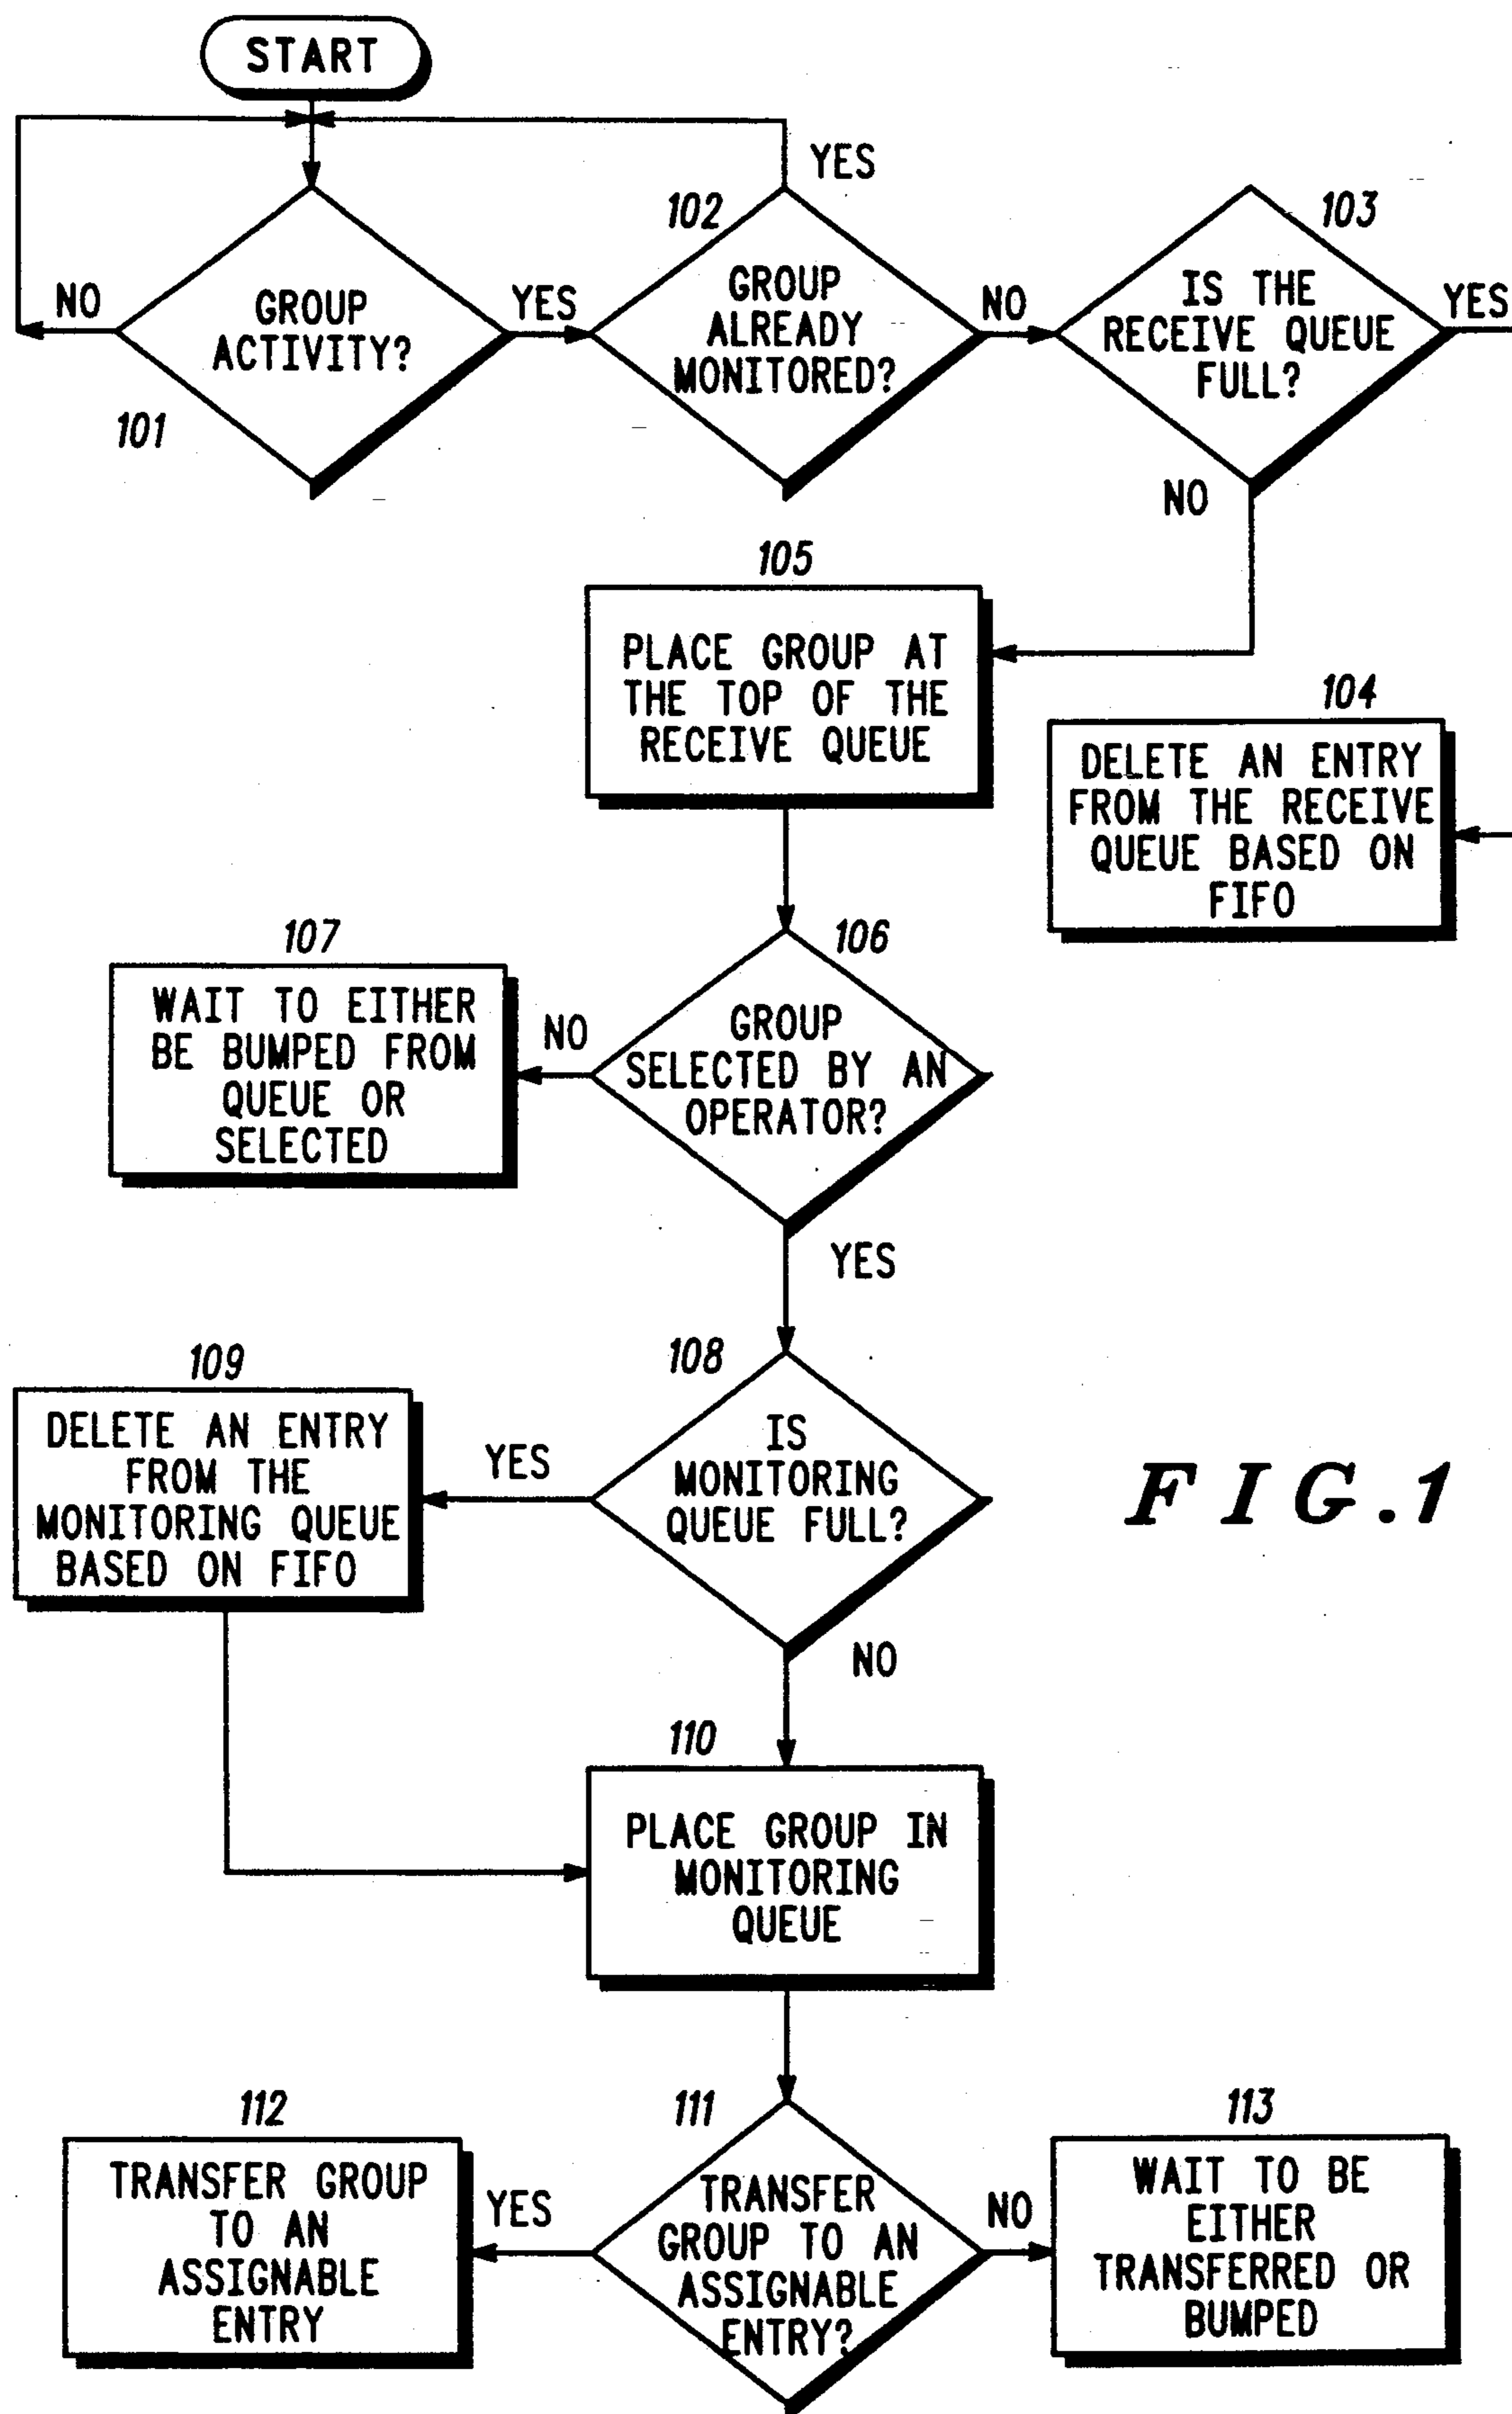 START
YES
102
103
NO
GROUP
ACTIVITY?
YES
GROUP
ALREADY
MONITORED?
NO
IS THE
RECEIVE QUEUE
FULL?
YES
101
NO
105
PLACE GROUP AT
THE TOP OF THE
RECEIVE QUEUE
104
DELETE AN ENTRY
FROM THE RECEIVE
QUEUE BASED ON
FIFO
107
WAIT TO EITHER
BE BUMPED FROM
QUEUE OR
SELECTED
NO
106
GROUP
SELECTED BY AN
OPERATOR?
YES
109
DELETE AN ENTRY
FROM THE
MONITORING QUEUE
BASED ON FIFO
YES
108
IS
MONITORING
QUEUE FULL?
FIG.1
NO
110
PLACE GROUP IN
MONITORING
QUEUE
112
TRANSFER GROUP
TO AN
ASSIGNABLE
ENTRY
YES
111
TRANSFER
GROUP TO AN
ASSIGNABLE
ENTRY?
NO
113
WAIT TO BE
EITHER
TRANSFERRED OR
BUMPED